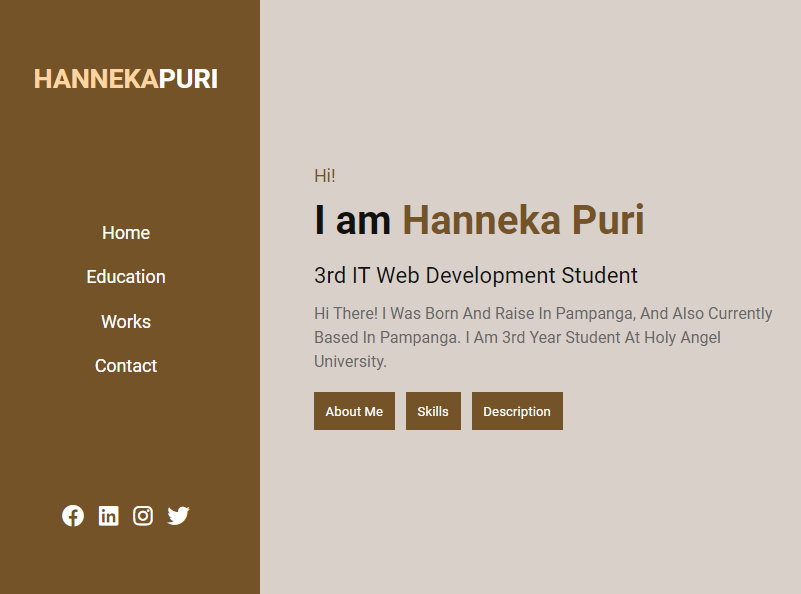 HANNEKAPURI
Home
Education
Works
Contact
Hi!
I am Hanneka Puri
3rd IT Web Development Student
Hi There! I Was Born And Raise In Pampanga, And Also Currently
Based In Pampanga. I Am 3rd Year Student At Holy Angel
University.
About Me
Skills
Description